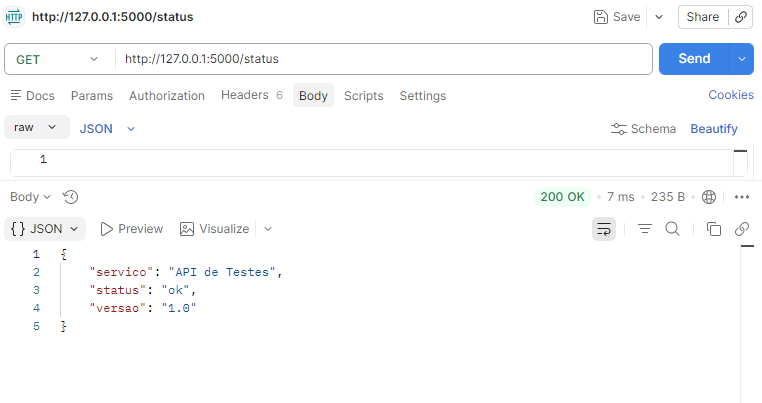 HTTP http://127.0.0.1:5000/status Save Share
GET http://127.0.0.1:5000/status Send
Docs Params Authorization Headers 6 Body Scripts Settings Cookies
raw JSON Schema Beautify
1
Body 200 OK • 7 ms • 235 B
{} JSON Preview Visualize
1 {
2 "servico": "API de Testes",
3 "status": "ok",
4 "versao": "1.0"
5 }